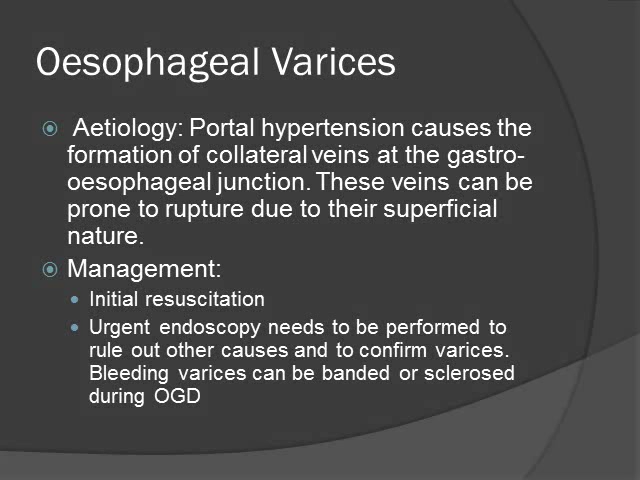 Oesophageal Varices
Aetiology: Portal hypertension causes the
formation of collateral veins at the gastro-
oesophageal junction. These veins can be
prone to rupture due to their superficial
nature.
Management:
Initial resuscitation
Urgent endoscopy needs to be performed to
rule out other causes and to confirm varices.
Bleeding varices can be banded or sclerosed
during OGD